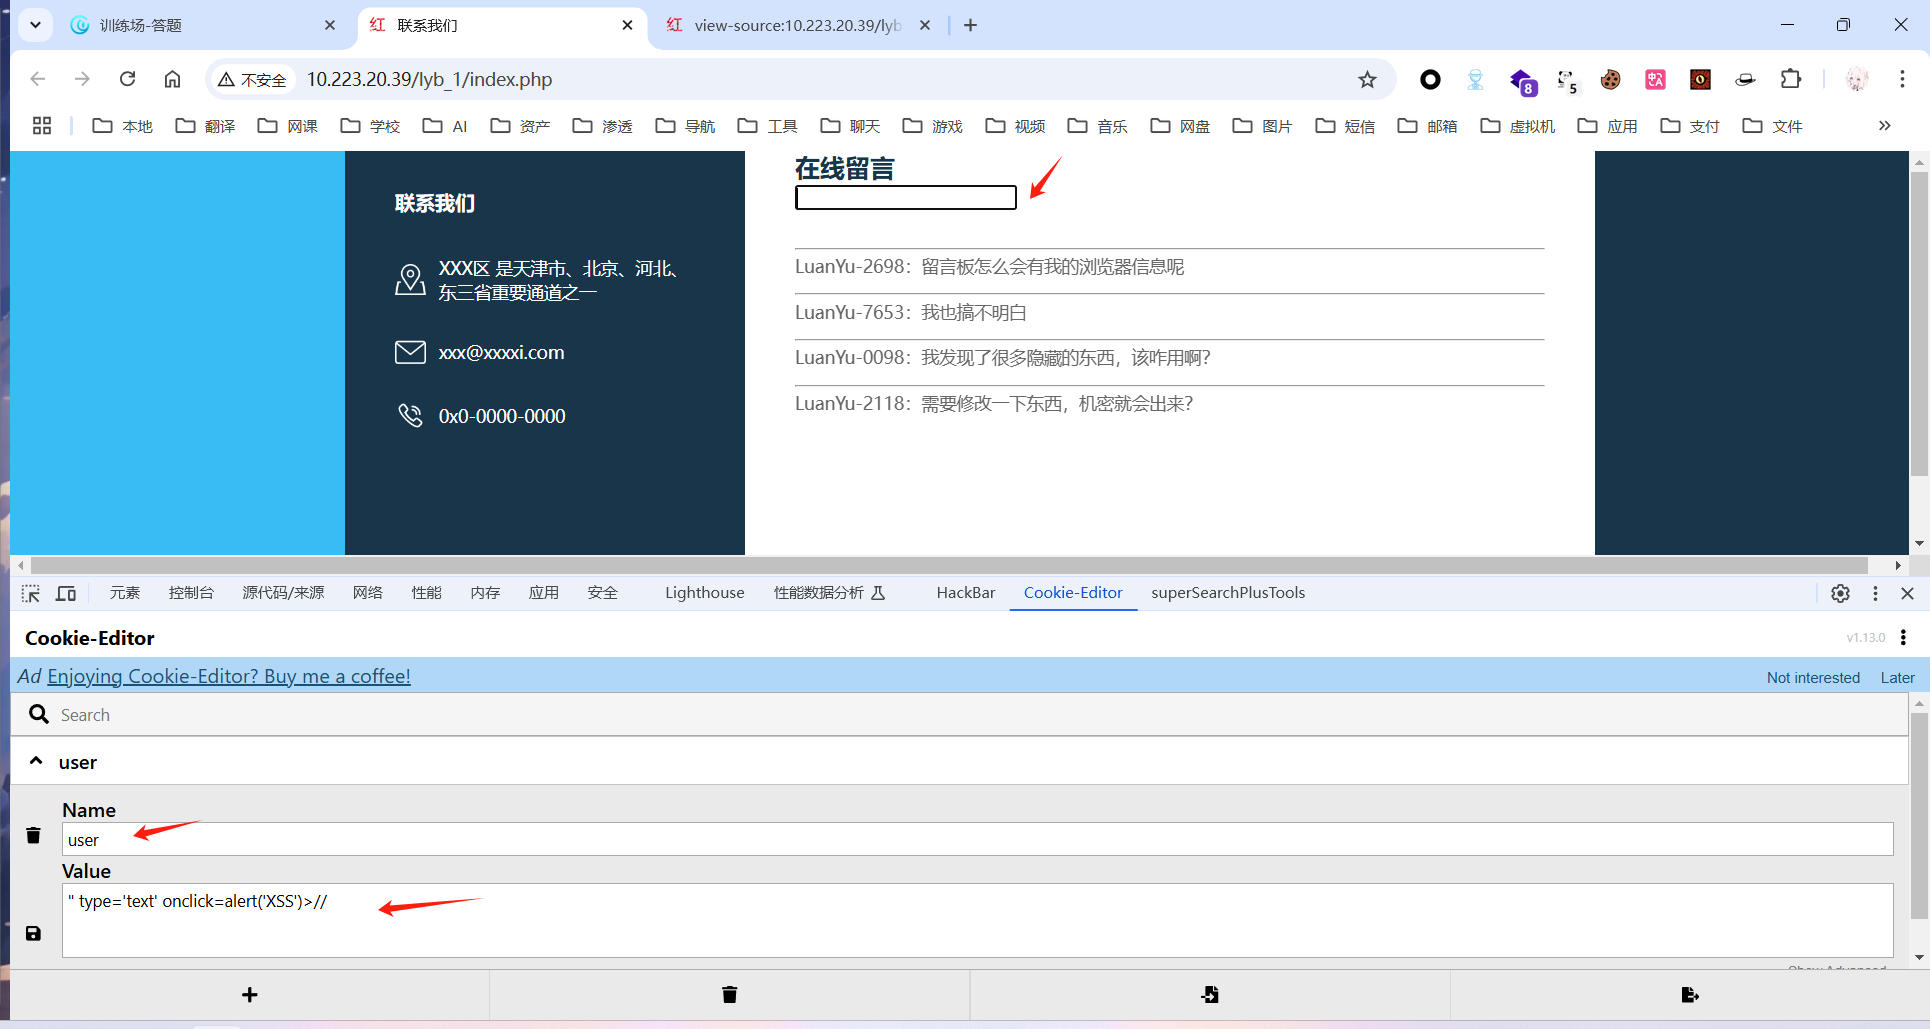 训练场-答题
联系我们
view-source:10.223.20.39/lyb
不安全
10.223.20.39/lyb_1/index.php
8
5
本地
翻译
网课
学校
AI
资产
渗透
导航
工具
聊天
游戏
视频
音乐
网盘
图片
短信
邮箱
虚拟机
应用
支付
文件
联系我们
XXX区 是天津市、北京、河北、
东三省重要通道之一
xxx@xxxxi.com
0x0-0000-0000
在线留言
LuanYu-2698：留言板怎么会有我的浏览器信息呢
LuanYu-7653：我也搞不明白
LuanYu-0098：我发现了很多隐藏的东西，该咋用啊？
LuanYu-2118：需要修改一下东西，机密就会出来？
元素
控制台
源代码/来源
网络
性能
内存
应用
安全
Lighthouse
性能数据分析
HackBar
Cookie-Editor
superSearchPlusTools
Cookie-Editor
v1.13.0
Ad Enjoying Cookie-Editor? Buy me a coffee!
Not interested
Later
Search
user
Name
user
Value
" type='text' onclick=alert('XSS')>//
Show Advanced